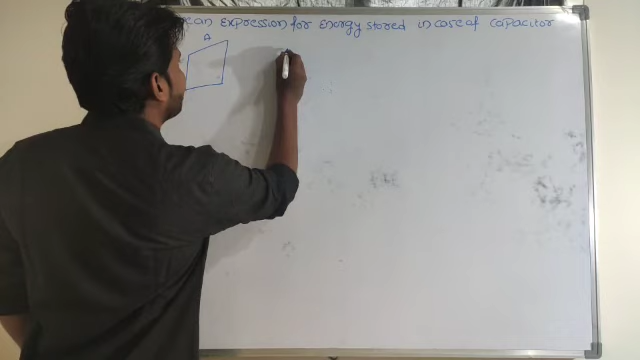 an Expression for Energy stored in case of capacitor
A